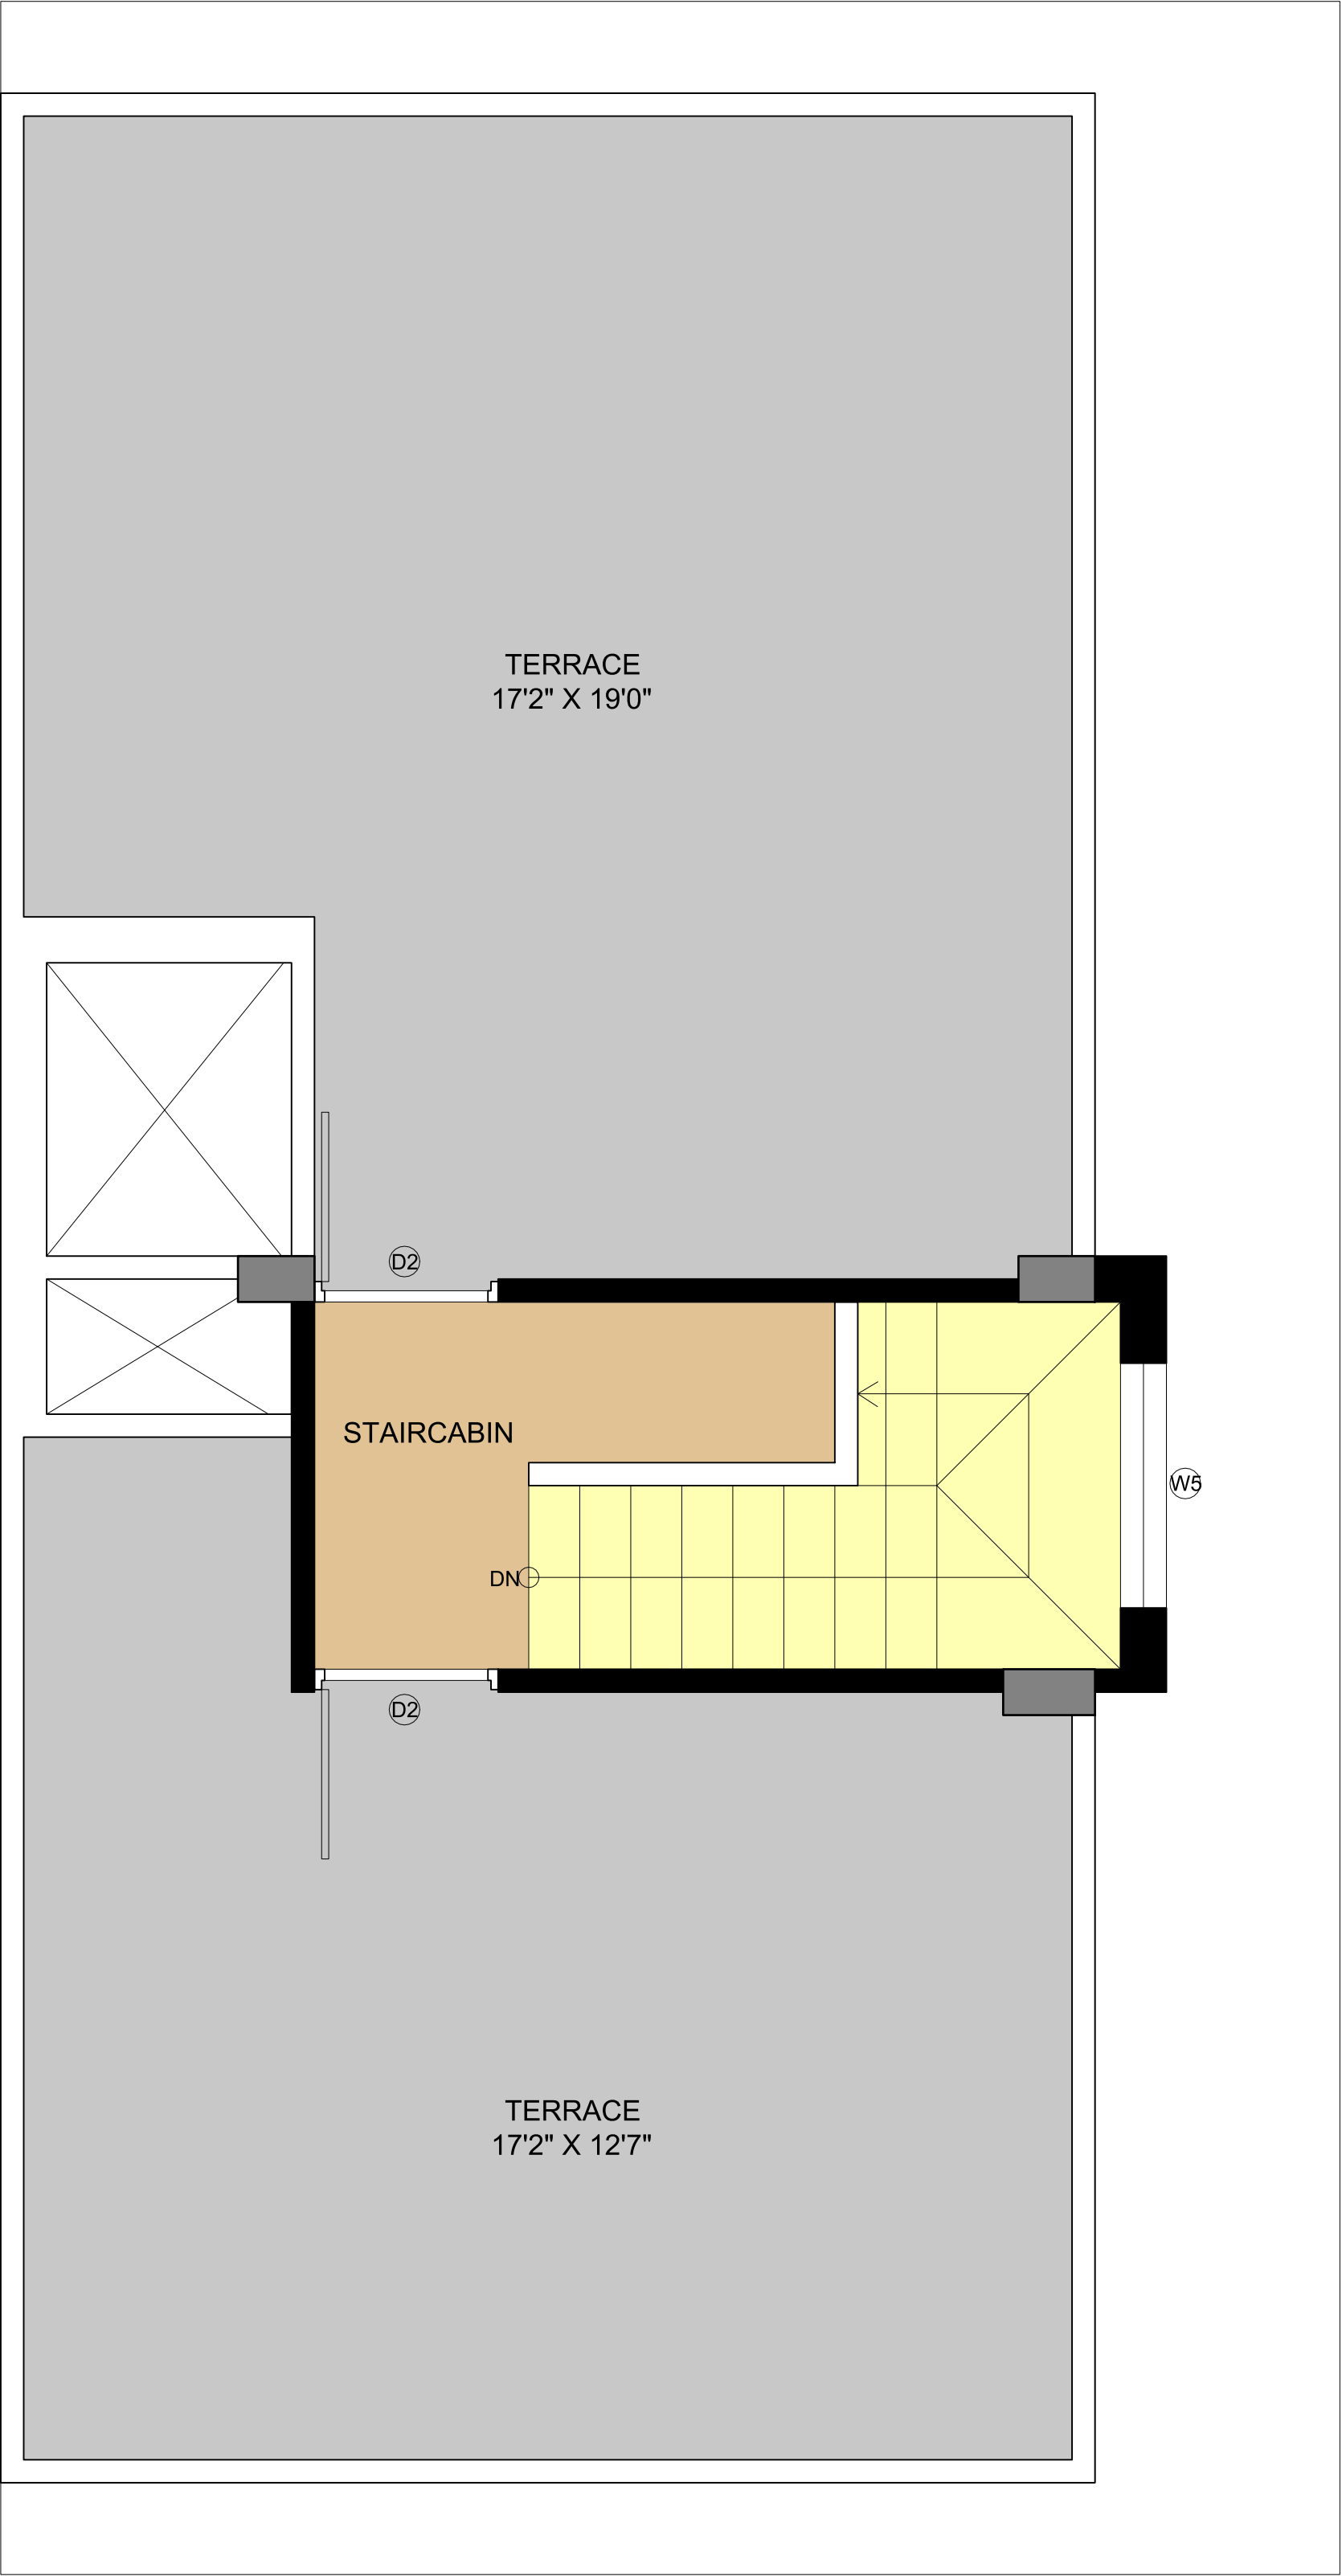 TERRACE
17'2" X 19'0"
D2
STAIRCABIN
W5
DN
D2
TERRACE
17'2" X 12'7"